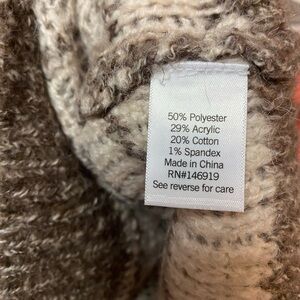 50% Polyester
29% Acrylic
20% Cotton
1% Spandex
Made in China
RN#146919
See reverse for care